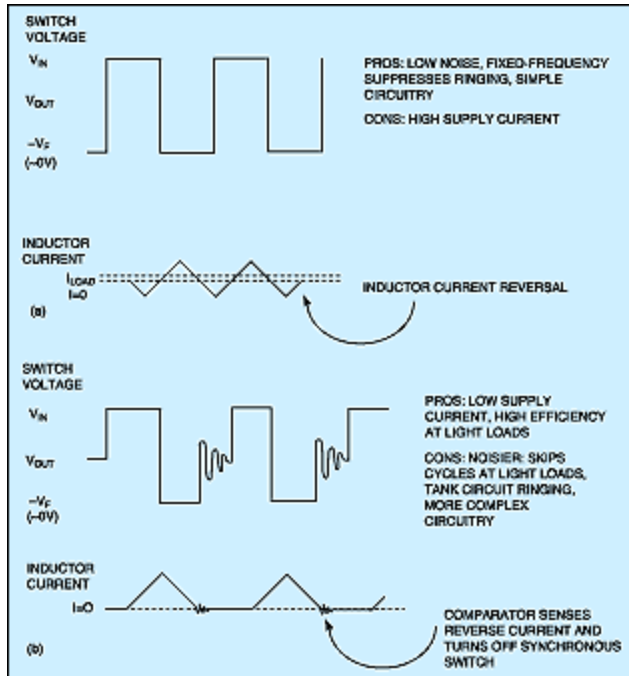 SWITCH
VOLTAGE
VIN
VOUT
–VF
(~0V)
PROS: LOW NOISE, FIXED-FREQUENCY
SUPPRESSES RINGING, SIMPLE
CIRCUITRY
CONS: HIGH SUPPLY CURRENT
INDUCTOR
CURRENT
ILOAD
I=0
(a)
INDUCTOR CURRENT REVERSAL
SWITCH
VOLTAGE
VIN
VOUT
–VF
(~0V)
PROS: LOW SUPPLY
CURRENT, HIGH EFFICIENCY
AT LIGHT LOADS
CONS: NOISIER: SKIPS
CYCLES AT LIGHT LOADS,
TANK CIRCUIT RINGING,
MORE COMPLEX
CIRCUITRY
INDUCTOR
CURRENT
I=0
(b)
COMPARATOR SENSES
REVERSE CURRENT AND
TURNS OFF SYNCHRONOUS
SWITCH